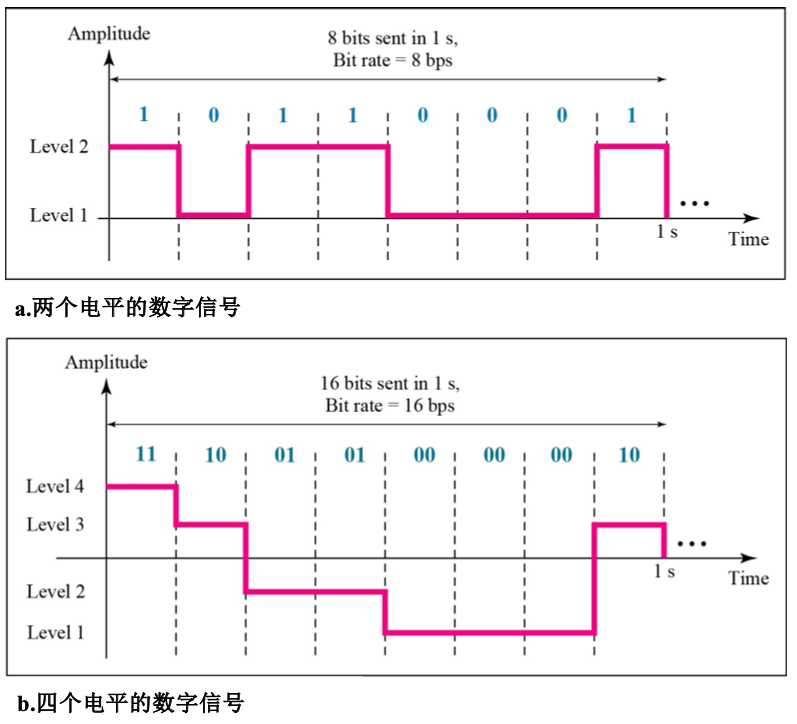 Amplitude
8 bits sent in 1 s,
Bit rate = 8 bps
1 0 1 1 0 0 0 1
Level 2
Level 1
...
1 s
Time
a.两个电平的数字信号
Amplitude
16 bits sent in 1 s,
Bit rate = 16 bps
11 10 01 01 00 00 00 10
Level 4
Level 3
...
1 s
Time
Level 2
Level 1
b.四个电平的数字信号